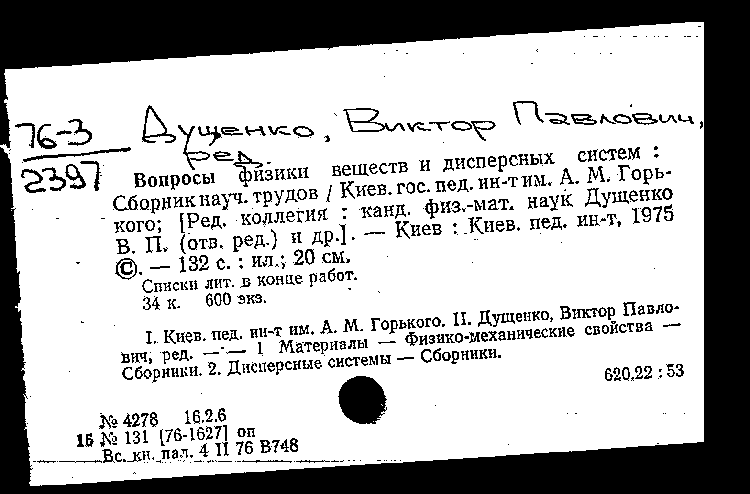 76-3
2397
Дущенко, Виктор Павлович,
ред.
Вопросы физики веществ и дисперсных систем :
Сборник науч. трудов / Киев. гос. пед. ин-т им. А. М. Горь-
кого; [Ред. коллегия : канд. физ.-мат. наук Дущенко
В. П. (отв. ред.) и др.]. — Киев : Киев. пед. ин-т, 1975
©. — 132 с. : ил.; 20 см.
Списки лит. в конце работ.
34 к. 600 экз.
I. Киев. пед. ин-т им. А. М. Горького. II. Дущенко, Виктор Павло-
вич, ред. — — 1 Материалы — Физико-механические свойства —
Сборники. 2. Дисперсные системы — Сборники.
620.22 : 53
№ 4278 16.2.6
15 № 131 [76-1627] оп
Вс. кн. пал. 4 II 76 В748